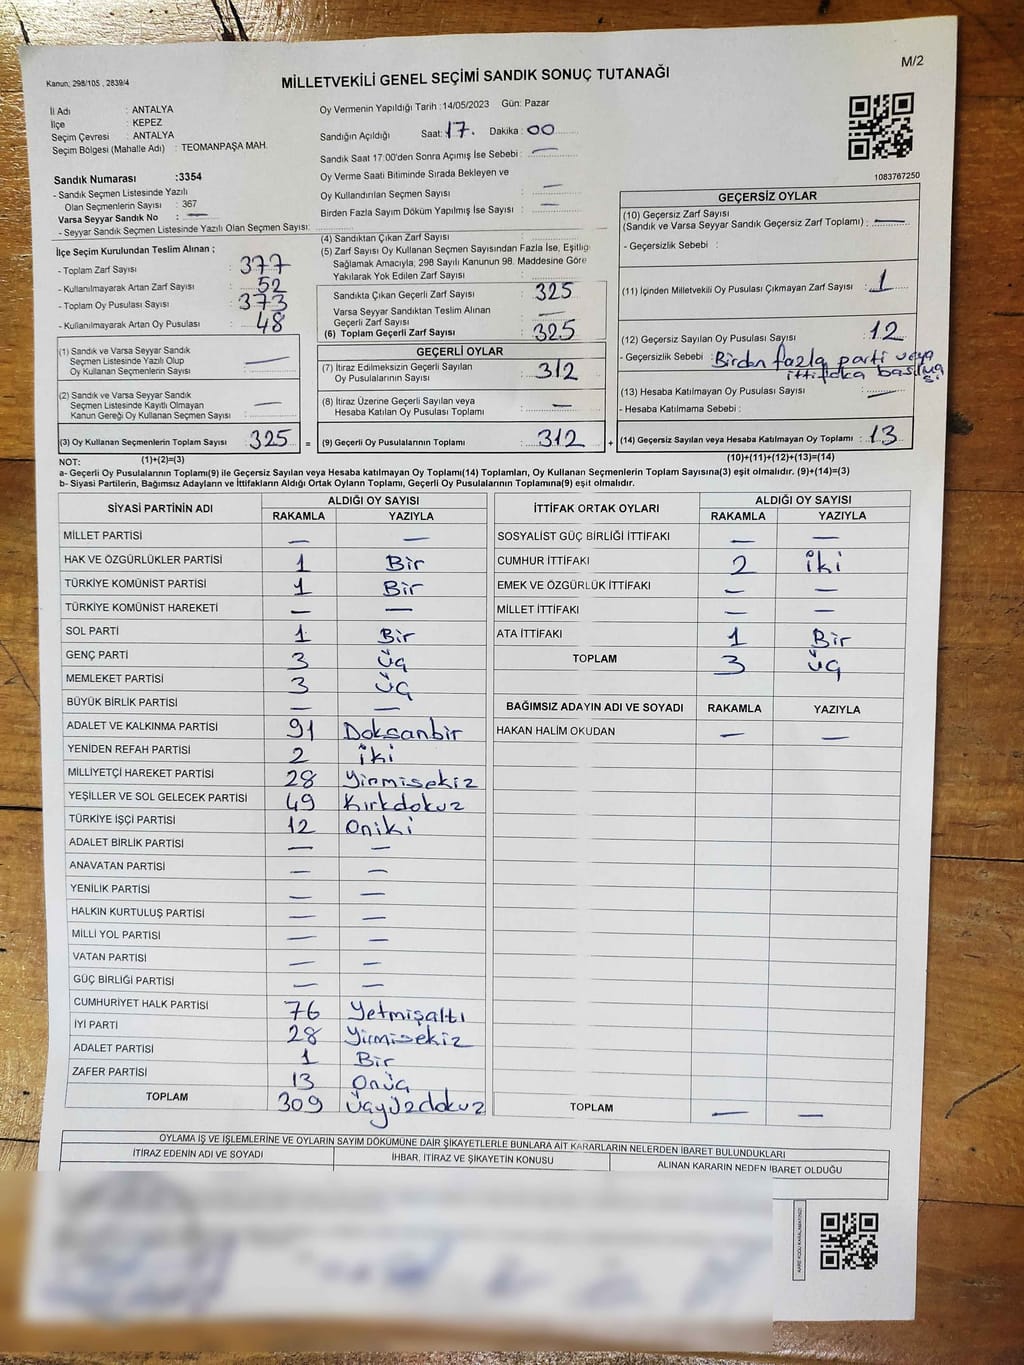 M/2
Kanun; 298/105 , 2839/4
MİLLETVEKİLİ GENEL SEÇİMİ SANDIK SONUÇ TUTANAĞI
İl Adı : ANTALYA
İlçe : KEPEZ
Seçim Çevresi : ANTALYA
Seçim Bölgesi (Mahalle Adı) : TEOMANPAŞA MAH.
Oy Vermenin Yapıldığı Tarih :14/05/2023 Gün: Pazar
Sandığın Açıldığı Saat: 17. Dakika: 00
Sandık Saat 17:00'den Sonra Açımış İse Sebebi : —
Oy Verme Saati Bitiminde Sırada Bekleyen ve
Oy Kullandırılan Seçmen Sayısı —
Birden Fazla Sayım Döküm Yapılmış İse Sayısı : —
1083767250
Sandık Numarası :3354
- Sandık Seçmen Listesinde Yazılı
Olan Seçmenlerin Sayısı : 367
Varsa Seyyar Sandık No : —
- Seyyar Sandık Seçmen Listesinde Yazılı Olan Seçmen Sayısı:
İlçe Seçim Kurulundan Teslim Alınan ;
- Toplam Zarf Sayısı : 377
- Kullanılmayarak Artan Zarf Sayısı : 52
- Toplam Oy Pusulası Sayısı : 373
- Kullanılmayarak Artan Oy Pusulası : 48
(1) Sandık ve Varsa Seyyar Sandık
Seçmen Listesinde Yazılı Olup
Oy Kullanan Seçmenlerin Sayısı : —
(2) Sandık ve Varsa Seyyar Sandık
Seçmen Listesinde Kayıtlı Olmayan
Kanun Gereği Oy Kullanan Seçmen Sayısı : —
(3) Oy Kullanan Seçmenlerin Toplam Sayısı : 325 =
(1)+(2)=(3)
(4) Sandıktan Çıkan Zarf Sayısı :
(5) Zarf Sayısı Oy Kullanan Seçmen Sayısından Fazla İse, Eşitliği
Sağlamak Amacıyla; 298 Sayılı Kanunun 98. Maddesine Göre
Yakılarak Yok Edilen Zarf Sayısı :
Sandıkta Çıkan Geçerli Zarf Sayısı : 325
Varsa Seyyar Sandıktan Teslim Alınan
Geçerli Zarf Sayısı : —
(6) Toplam Geçerli Zarf Sayısı : 325
GEÇERLİ OYLAR
(7) İtiraz Edilmeksizin Geçerli Sayılan
Oy Pusulalarının Sayısı : 312
(8) İtiraz Üzerine Geçerli Sayılan veya
Hesaba Katılan Oy Pusulası Toplamı : —
(9) Geçerli Oy Pusulalarının Toplamı : 312 +
GEÇERSİZ OYLAR
(10) Geçersiz Zarf Sayısı
(Sandık ve Varsa Seyyar Sandık Geçersiz Zarf Toplamı) : —
- Geçersizlik Sebebi :
(11) İçinden Milletvekili Oy Pusulası Çıkmayan Zarf Sayısı : 1
(12) Geçersiz Sayılan Oy Pusulası Sayısı : 12
- Geçersizlik Sebebi : Birden fazla parti veya
ittifaka basılması
(13) Hesaba Katılmayan Oy Pusulası Sayısı : —
- Hesaba Katılmama Sebebi :
(14) Geçersiz Sayılan veya Hesaba Katılmayan Oy Toplamı : 13
(10)+(11)+(12)+(13)=(14)
NOT:
a- Geçerli Oy Pusulalarının Toplamı(9) ile Geçersiz Sayılan veya Hesaba katılmayan Oy Toplamı(14) Toplamları, Oy Kullanan Seçmenlerin Toplam Sayısına(3) eşit olmalıdır. (9)+(14)=(3)
b- Siyasi Partilerin, Bağımsız Adayların ve İttifakların Aldığı Ortak Oyların Toplamı, Geçerli Oy Pusulalarının Toplamına(9) eşit olmalıdır.
SİYASİ PARTİNİN ADI ALDIĞI OY SAYISI
RAKAMLA YAZIYLA
MİLLET PARTİSİ — —
HAK VE ÖZGÜRLÜKLER PARTİSİ 1 Bir
TÜRKİYE KOMÜNİST PARTİSİ 1 Bir
TÜRKİYE KOMÜNİST HAREKETİ — —
SOL PARTİ 1 Bir
GENÇ PARTİ 3 Üç
MEMLEKET PARTİSİ 3 Üç
BÜYÜK BİRLİK PARTİSİ — —
ADALET VE KALKINMA PARTİSİ 91 Doksanbir
YENİDEN REFAH PARTİSİ 2 İki
MİLLİYETÇİ HAREKET PARTİSİ 28 Yirmisekiz
YEŞİLLER VE SOL GELECEK PARTİSİ 49 Kırkdokuz
TÜRKİYE İŞÇİ PARTİSİ 12 Oniki
ADALET BİRLİK PARTİSİ — —
ANAVATAN PARTİSİ — —
YENİLİK PARTİSİ — —
HALKIN KURTULUŞ PARTİSİ — —
MİLLİ YOL PARTİSİ — —
VATAN PARTİSİ — —
GÜÇ BİRLİĞİ PARTİSİ — —
CUMHURİYET HALK PARTİSİ 76 Yetmişaltı
İYİ PARTİ 28 Yirmisekiz
ADALET PARTİSİ 1 Bir
ZAFER PARTİSİ 13 Onüç
TOPLAM 309 Üçyüzdokuz
İTTİFAK ORTAK OYLARI ALDIĞI OY SAYISI
RAKAMLA YAZIYLA
SOSYALİST GÜÇ BİRLİĞİ İTTİFAKI — —
CUMHUR İTTİFAKI 2 İki
EMEK VE ÖZGÜRLÜK İTTİFAKI — —
MİLLET İTTİFAKI — —
ATA İTTİFAKI 1 Bir
TOPLAM 3 Üç
BAĞIMSIZ ADAYIN ADI VE SOYADI RAKAMLA YAZIYLA
HAKAN HALİM OKUDAN — —
TOPLAM — —
OYLAMA İŞ VE İŞLEMLERİNE VE OYLARIN SAYIM DÖKÜMÜNE DAİR ŞİKAYETLERLE BUNLARA AİT KARARLARIN NELERDEN İBARET BULUNDUKLARI
İTİRAZ EDENİN ADI VE SOYADI İHBAR, İTİRAZ VE ŞİKAYETİN KONUSU ALINAN KARARIN NEDEN İBARET OLDUĞU